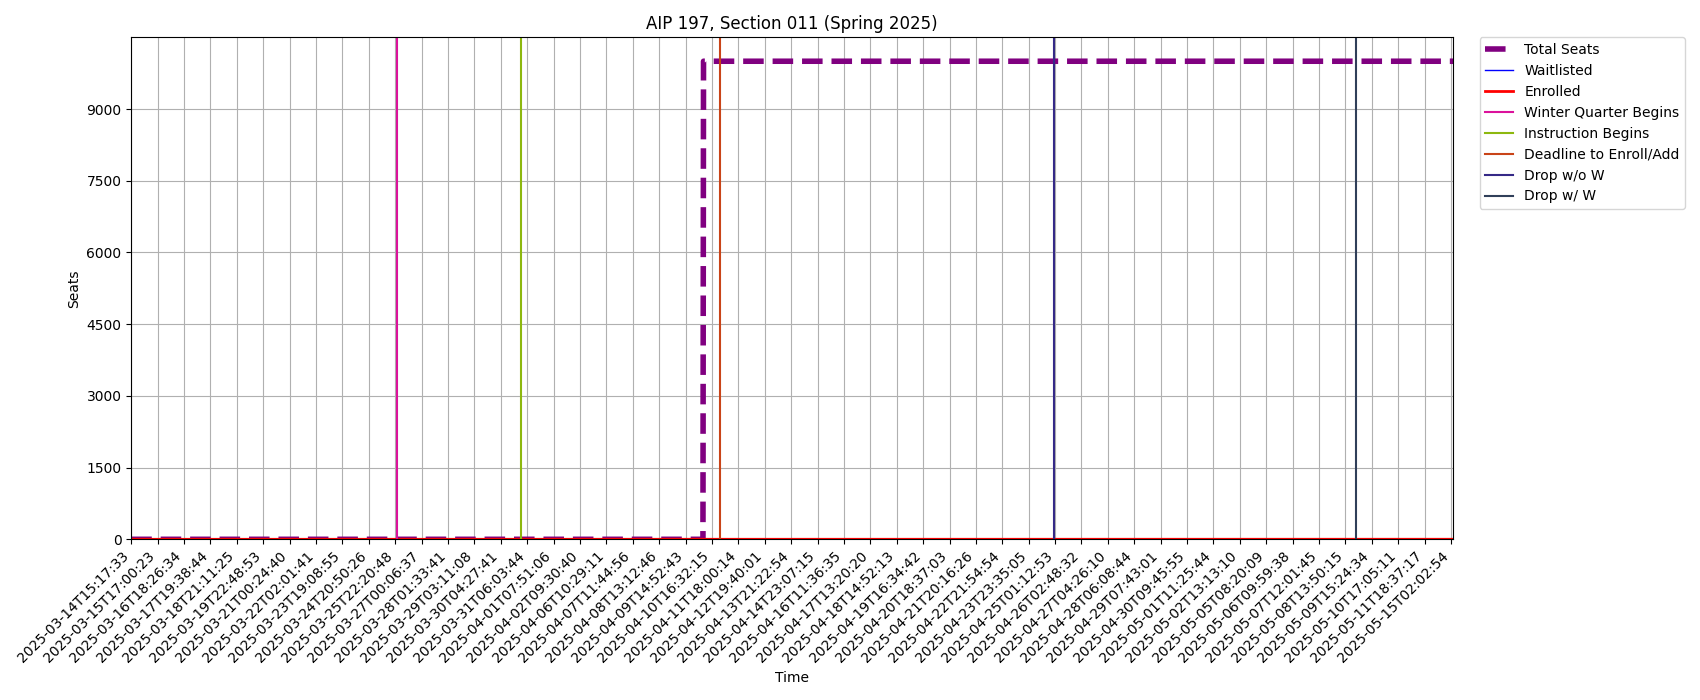 AIP 197, Section 011 (Spring 2025)
Total Seats
Waitlisted
Enrolled
Winter Quarter Begins
Instruction Begins
Deadline to Enroll/Add
Drop w/o W
Drop w/ W
Seats
9000
7500
6000
4500
3000
1500
0
2025-03-14T15:17:33
2025-03-15T17:00:23
2025-03-16T18:26:34
2025-03-17T19:38:44
2025-03-18T21:11:25
2025-03-19T22:48:53
2025-03-21T00:24:40
2025-03-22T02:01:41
2025-03-23T19:08:55
2025-03-24T20:50:26
2025-03-25T22:20:48
2025-03-27T00:06:37
2025-03-28T01:33:41
2025-03-29T03:11:08
2025-03-30T04:27:41
2025-03-31T06:03:44
2025-04-01T07:51:06
2025-04-02T09:30:40
2025-04-06T10:29:11
2025-04-07T11:44:56
2025-04-08T13:12:46
2025-04-09T14:52:43
2025-04-10T16:32:15
2025-04-11T18:00:14
2025-04-12T19:40:01
2025-04-13T21:22:54
2025-04-14T23:07:15
2025-04-16T11:36:35
2025-04-17T13:20:20
2025-04-18T14:52:13
2025-04-19T16:34:42
2025-04-20T18:37:03
2025-04-21T20:16:26
2025-04-22T21:54:54
2025-04-23T23:35:05
2025-04-25T01:12:53
2025-04-26T02:48:32
2025-04-27T04:26:10
2025-04-28T06:08:44
2025-04-29T07:43:01
2025-04-30T09:45:55
2025-05-01T11:25:44
2025-05-02T13:13:10
2025-05-05T08:20:09
2025-05-06T09:59:38
2025-05-07T12:01:45
2025-05-08T13:50:15
2025-05-09T15:24:34
2025-05-10T17:05:11
2025-05-11T18:37:17
2025-05-15T02:02:54
Time